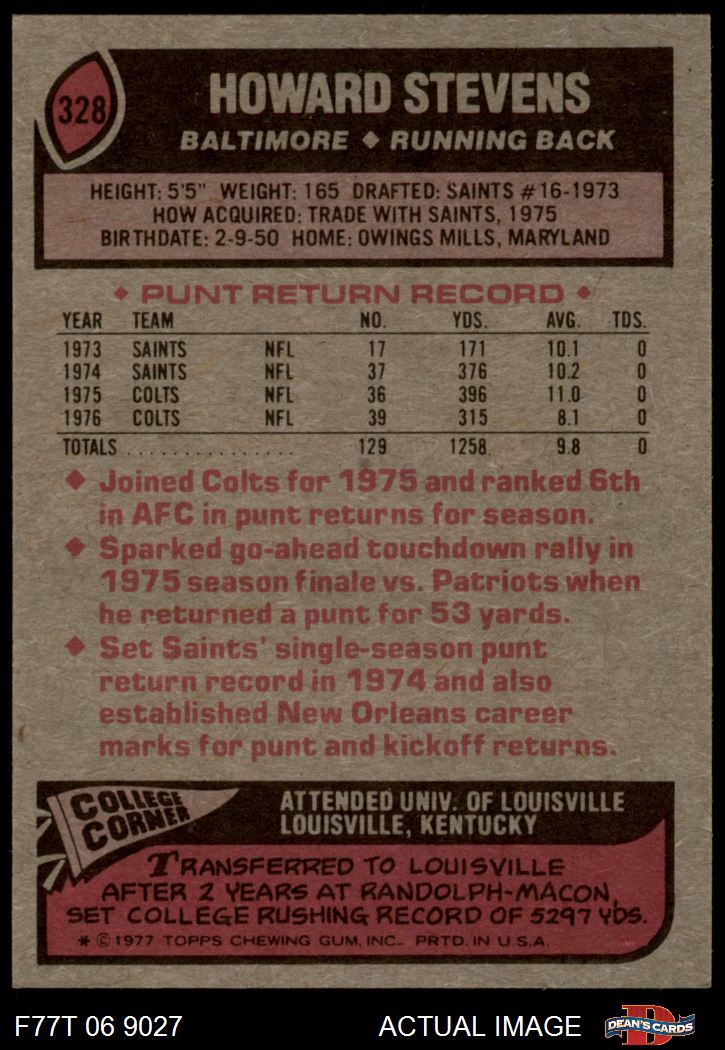 328
HOWARD STEVENS
BALTIMORE ◆ RUNNING BACK
HEIGHT: 5'5" WEIGHT: 165 DRAFTED: SAINTS #16-1973
HOW ACQUIRED: TRADE WITH SAINTS, 1975
BIRTHDATE: 2-9-50 HOME: OWINGS MILLS, MARYLAND
◆ PUNT RETURN RECORD ◆
YEAR TEAM NO. YDS. AVG. TDS.
1973 SAINTS NFL 17 171 10.1 0
1974 SAINTS NFL 37 376 10.2 0
1975 COLTS NFL 36 396 11.0 0
1976 COLTS NFL 39 315 8.1 0
TOTALS . . . . . . . . . . . . . . . 129 1258 9.8 0
◆ Joined Colts for 1975 and ranked 6th
in AFC in punt returns for season.
◆ Sparked go-ahead touchdown rally in
1975 season finale vs. Patriots when
he returned a punt for 53 yards.
◆ Set Saints' single-season punt
return record in 1974 and also
established New Orleans career
marks for punt and kickoff returns.
COLLEGE
CORNER
ATTENDED UNIV. OF LOUISVILLE
LOUISVILLE, KENTUCKY
TRANSFERRED TO LOUISVILLE
AFTER 2 YEARS AT RANDOLPH-MACON,
SET COLLEGE RUSHING RECORD OF 5297 YDS.
* © 1977 TOPPS CHEWING GUM, INC. PRTD. IN U.S.A.
F77T 06 9027 ACTUAL IMAGE
D
DEAN'S CARDS